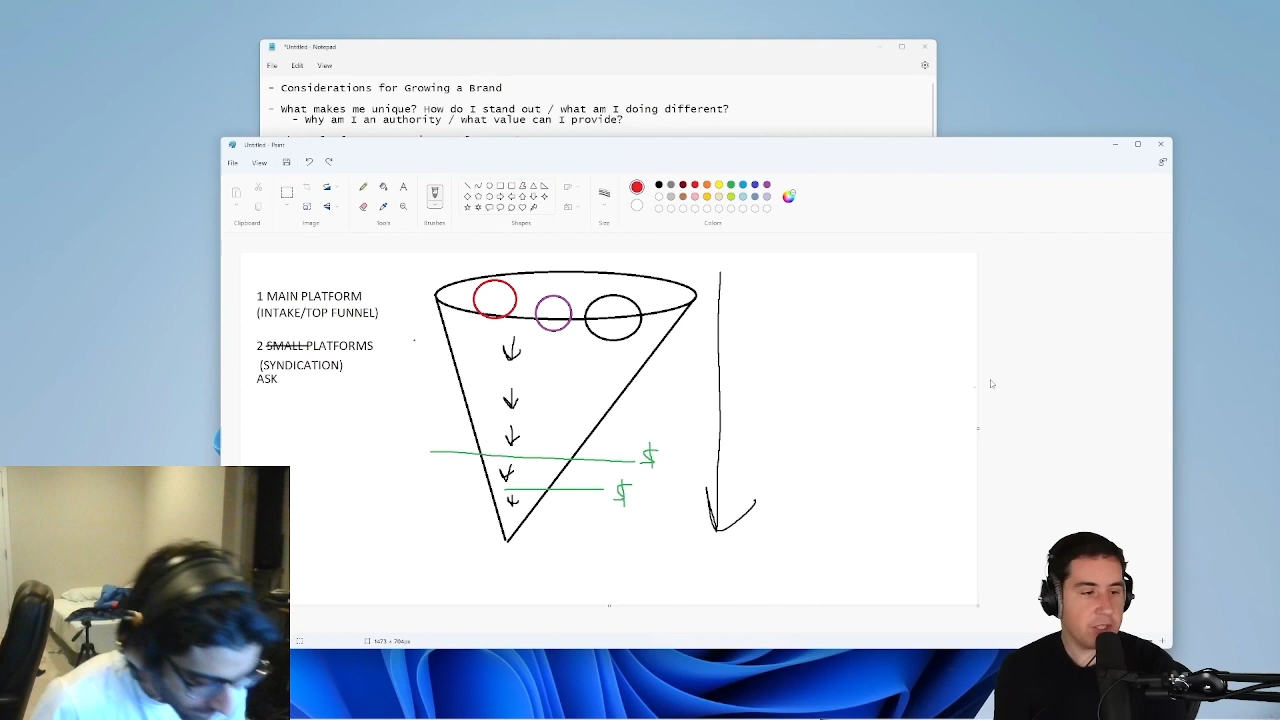 *Untitled - Notepad
File Edit View
- Considerations for Growing a Brand
- What makes me unique? How do I stand out / what am I doing different?
- why am I an authority / what value can I provide?
Untitled - Paint
File View
Clipboard Image Tools Brushes Shapes Size Colors
1 MAIN PLATFORM
(INTAKE/TOP FUNNEL)
2 SMALL PLATFORMS
(SYNDICATION)
ASK
$
$
1473 × 704px